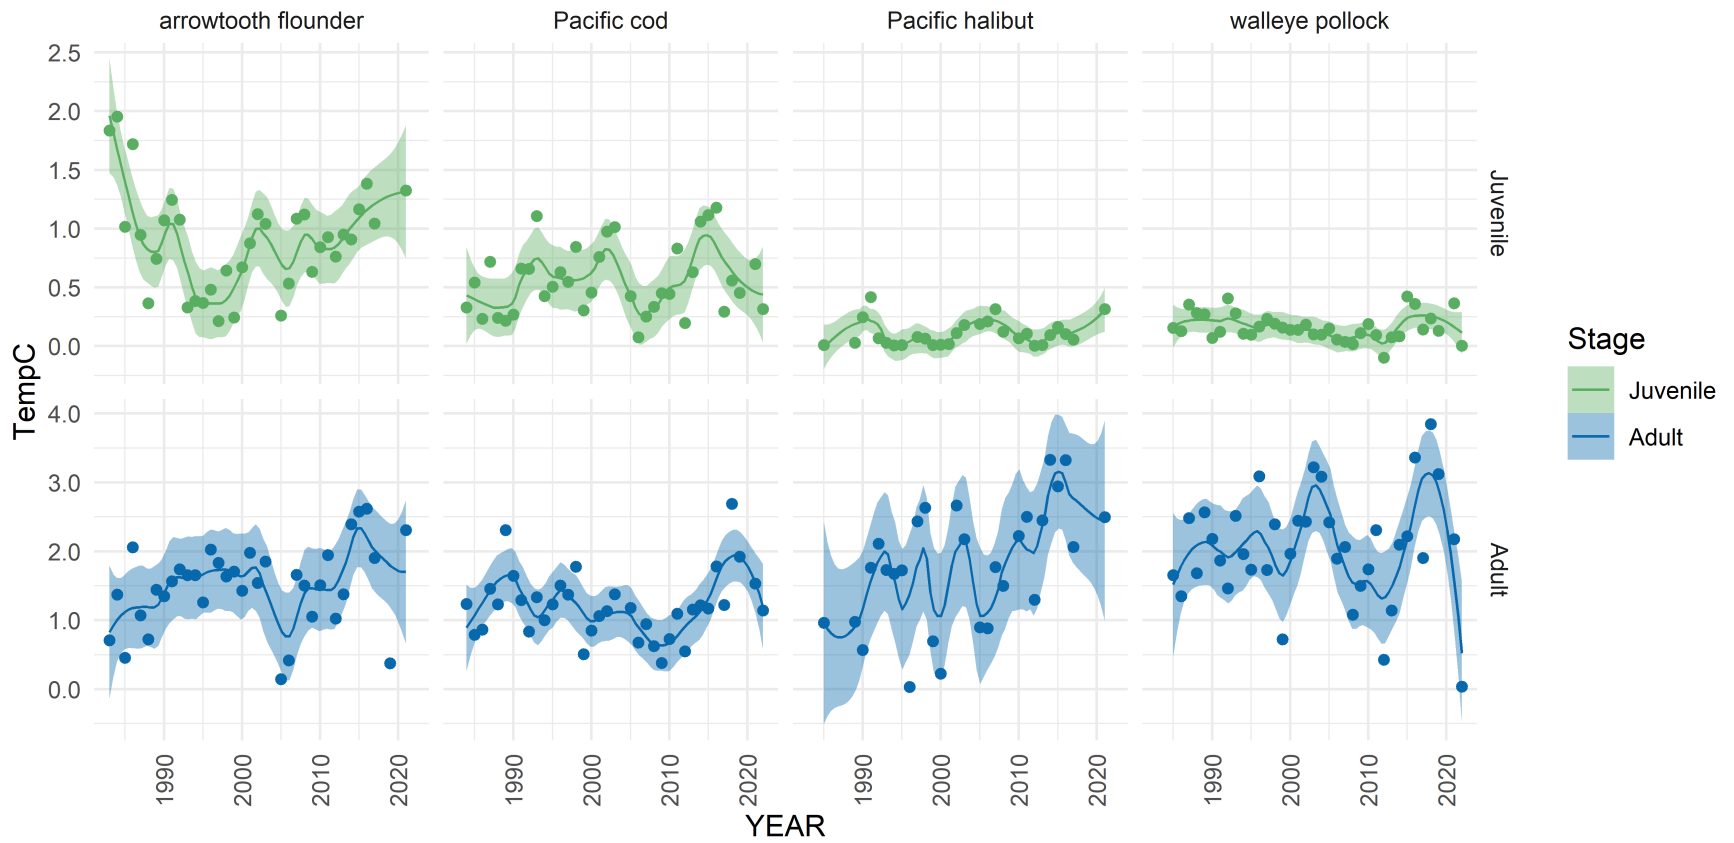 arrowtooth flounder Pacific cod Pacific halibut walleye pollock
2.5
2.0
1.5
1.0
0.5
0.0
Juvenile
TempC
4.0
3.0
2.0
1.0
0.0
Adult
1990 2000 2010 2020 1990 2000 2010 2020 1990 2000 2010 2020 1990 2000 2010 2020
YEAR
Stage
Juvenile
Adult